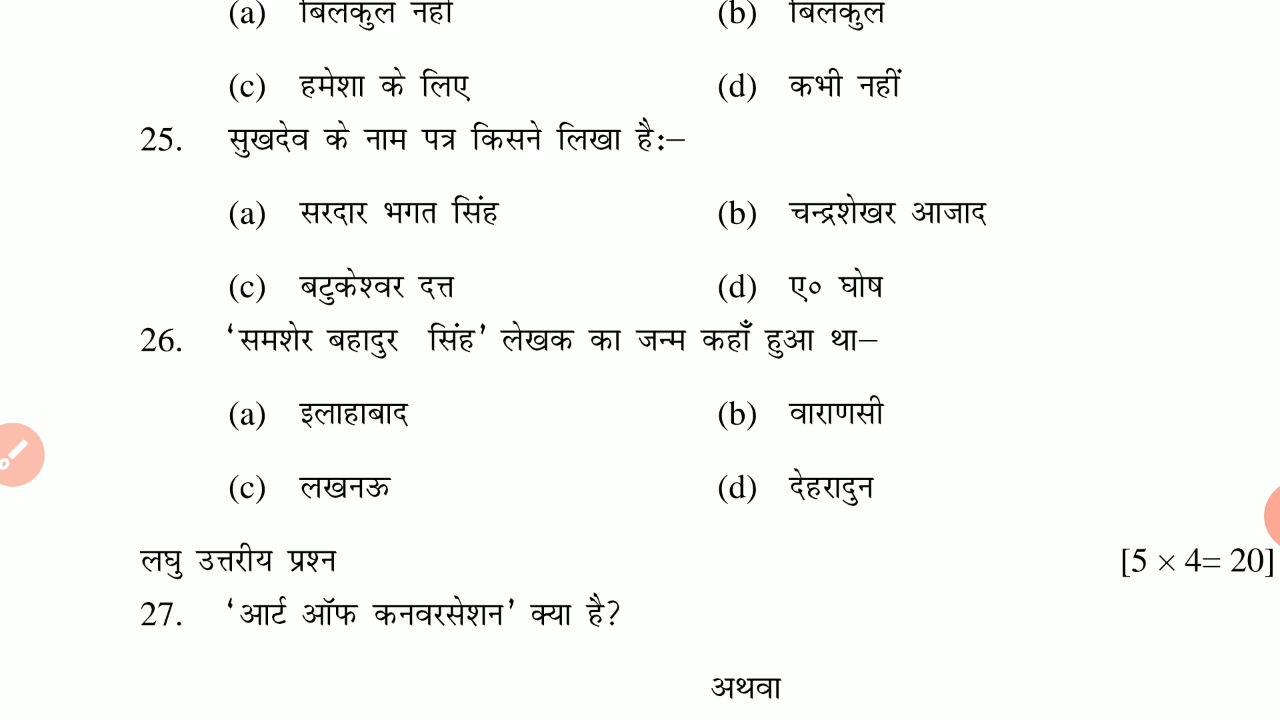 (a) बिलकुल नहीं (b) बिलकुल
(c) हमेशा के लिए (d) कभी नहीं
25. सुखदेव के नाम पत्र किसने लिखा है:–
(a) सरदार भगत सिंह (b) चन्द्रशेखर आजाद
(c) बटुकेश्वर दत्त (d) ए० घोष
26. ‘समशेर बहादुर सिंह’ लेखक का जन्म कहाँ हुआ था–
(a) इलाहाबाद (b) वाराणसी
(c) लखनऊ (d) देहरादुन
लघु उत्तरीय प्रश्न [5 × 4= 20]
27. ‘आर्ट ऑफ कनवरसेशन’ क्या है?
अथवा